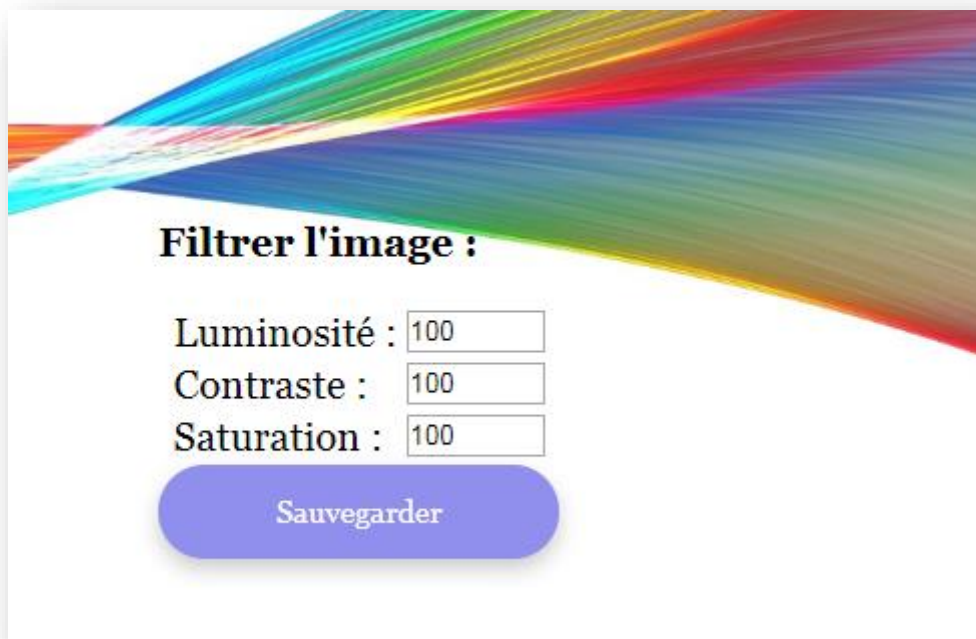 Filtrer l'image :
Luminosité : 100
Contraste : 100
Saturation : 100
Sauvegarder